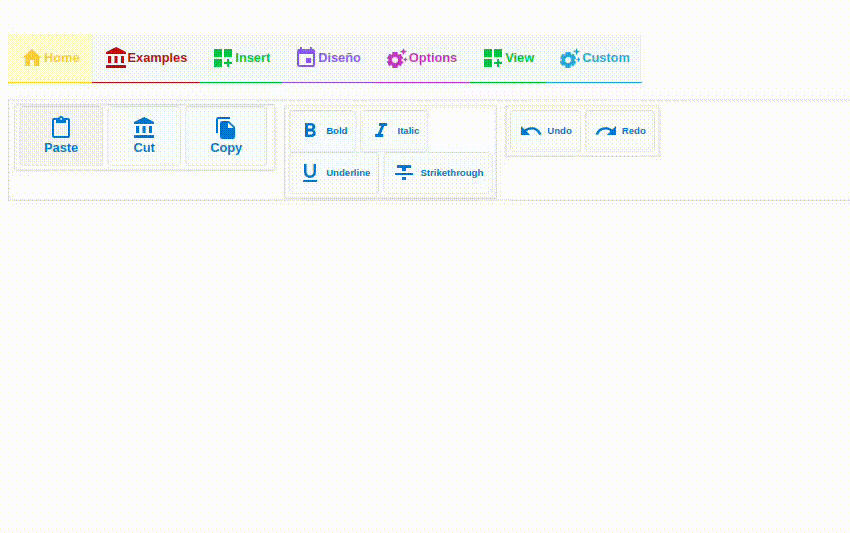 Home Examples Insert Diseño Options View Custom
Paste Cut Copy
Bold Italic
Underline Strikethrough
Undo Redo